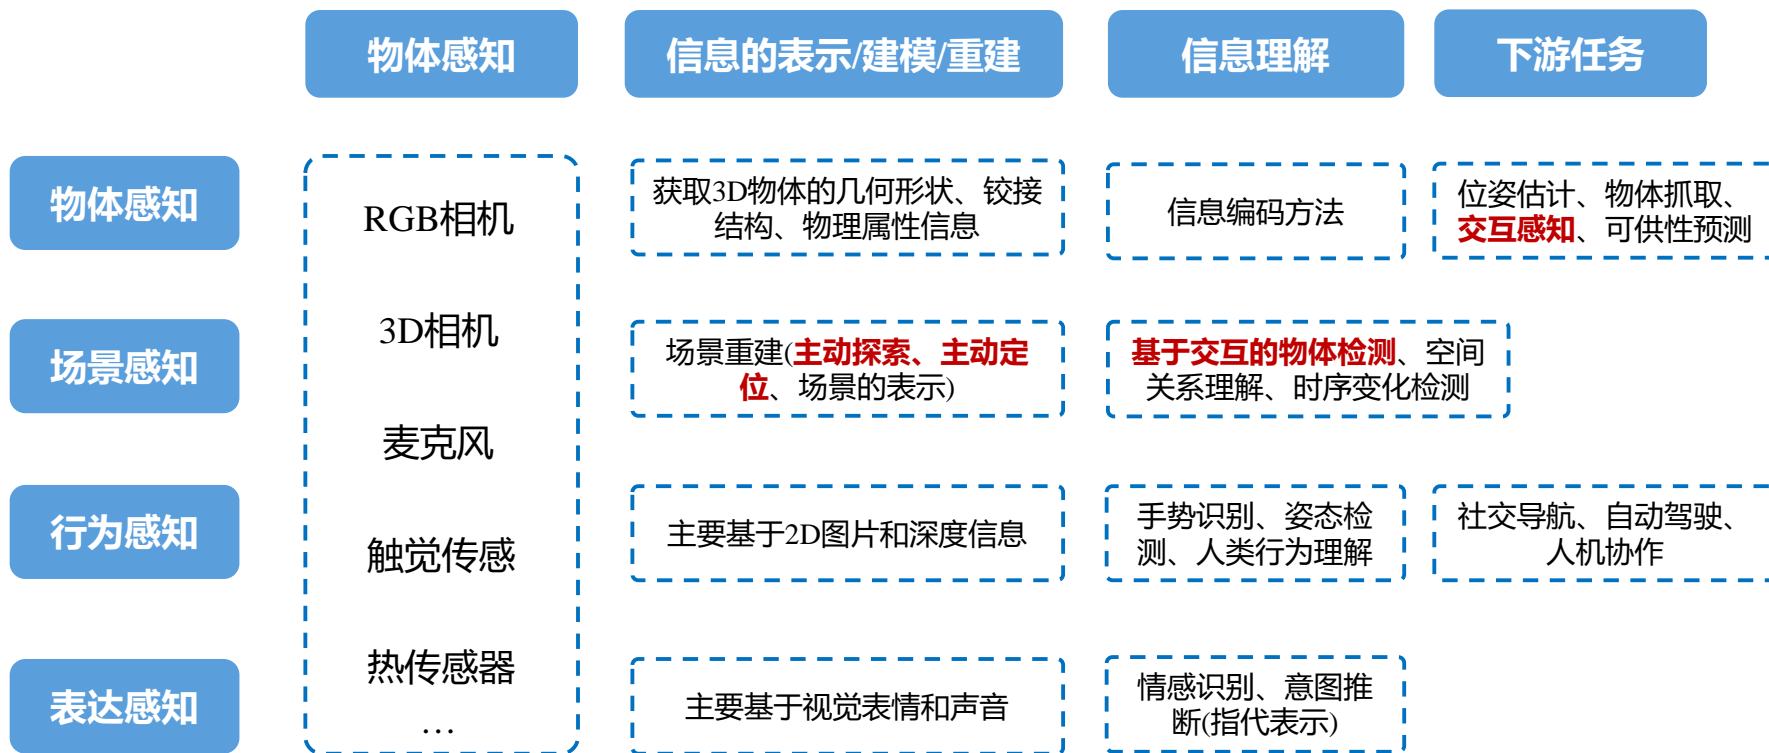 物体感知
信息的表示/建模/重建
信息理解
下游任务
物体感知
场景感知
行为感知
表达感知
RGB相机
3D相机
麦克风
触觉传感
热传感器
…
获取3D物体的几何形状、铰接
结构、物理属性信息
信息编码方法
位姿估计、物体抓取、
交互感知、可供性预测
场景重建(主动探索、主动定
位、场景的表示)
基于交互的物体检测、空间
关系理解、时序变化检测
主要基于2D图片和深度信息
手势识别、姿态检
测、人类行为理解
社交导航、自动驾驶、
人机协作
主要基于视觉表情和声音
情感识别、意图推
断(指代表示)